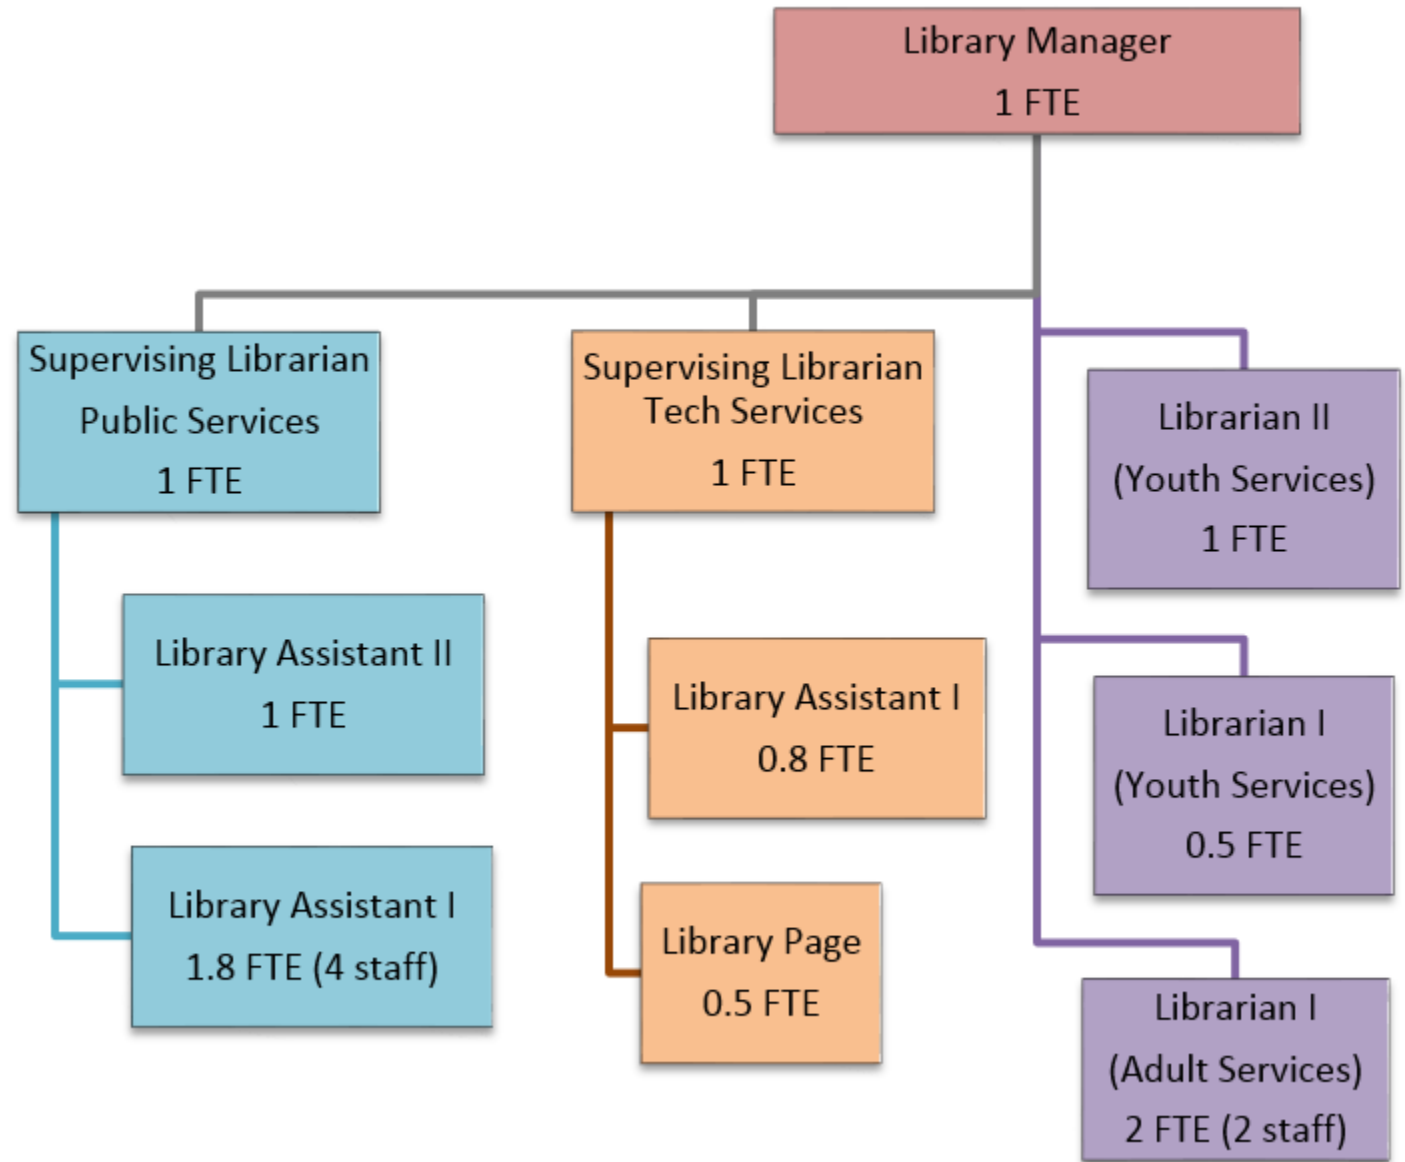 Library Manager
1 FTE
Supervising Librarian
Public Services
1 FTE
Library Assistant II
1 FTE
Library Assistant I
1.8 FTE (4 staff)
Supervising Librarian
Tech Services
1 FTE
Library Assistant I
0.8 FTE
Library Page
0.5 FTE
Librarian II
(Youth Services)
1 FTE
Librarian I
(Youth Services)
0.5 FTE
Librarian I
(Adult Services)
2 FTE (2 staff)